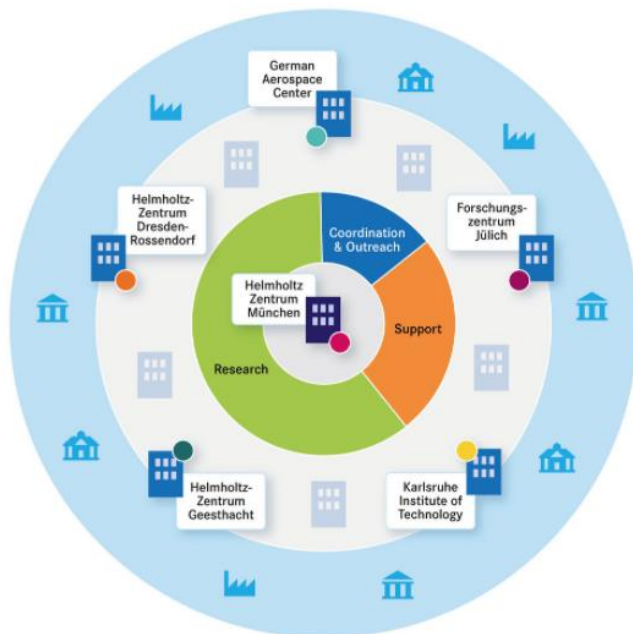 German
Aerospace
Center
Helmholtz-
Zentrum
Dresden-
Rossendorf
Forschungs-
zentrum
Jülich
Coordination
& Outreach
Helmholtz
Zentrum
München
Support
Research
Helmholtz-
Zentrum
Geesthacht
Karlsruhe
Institute of
Technology